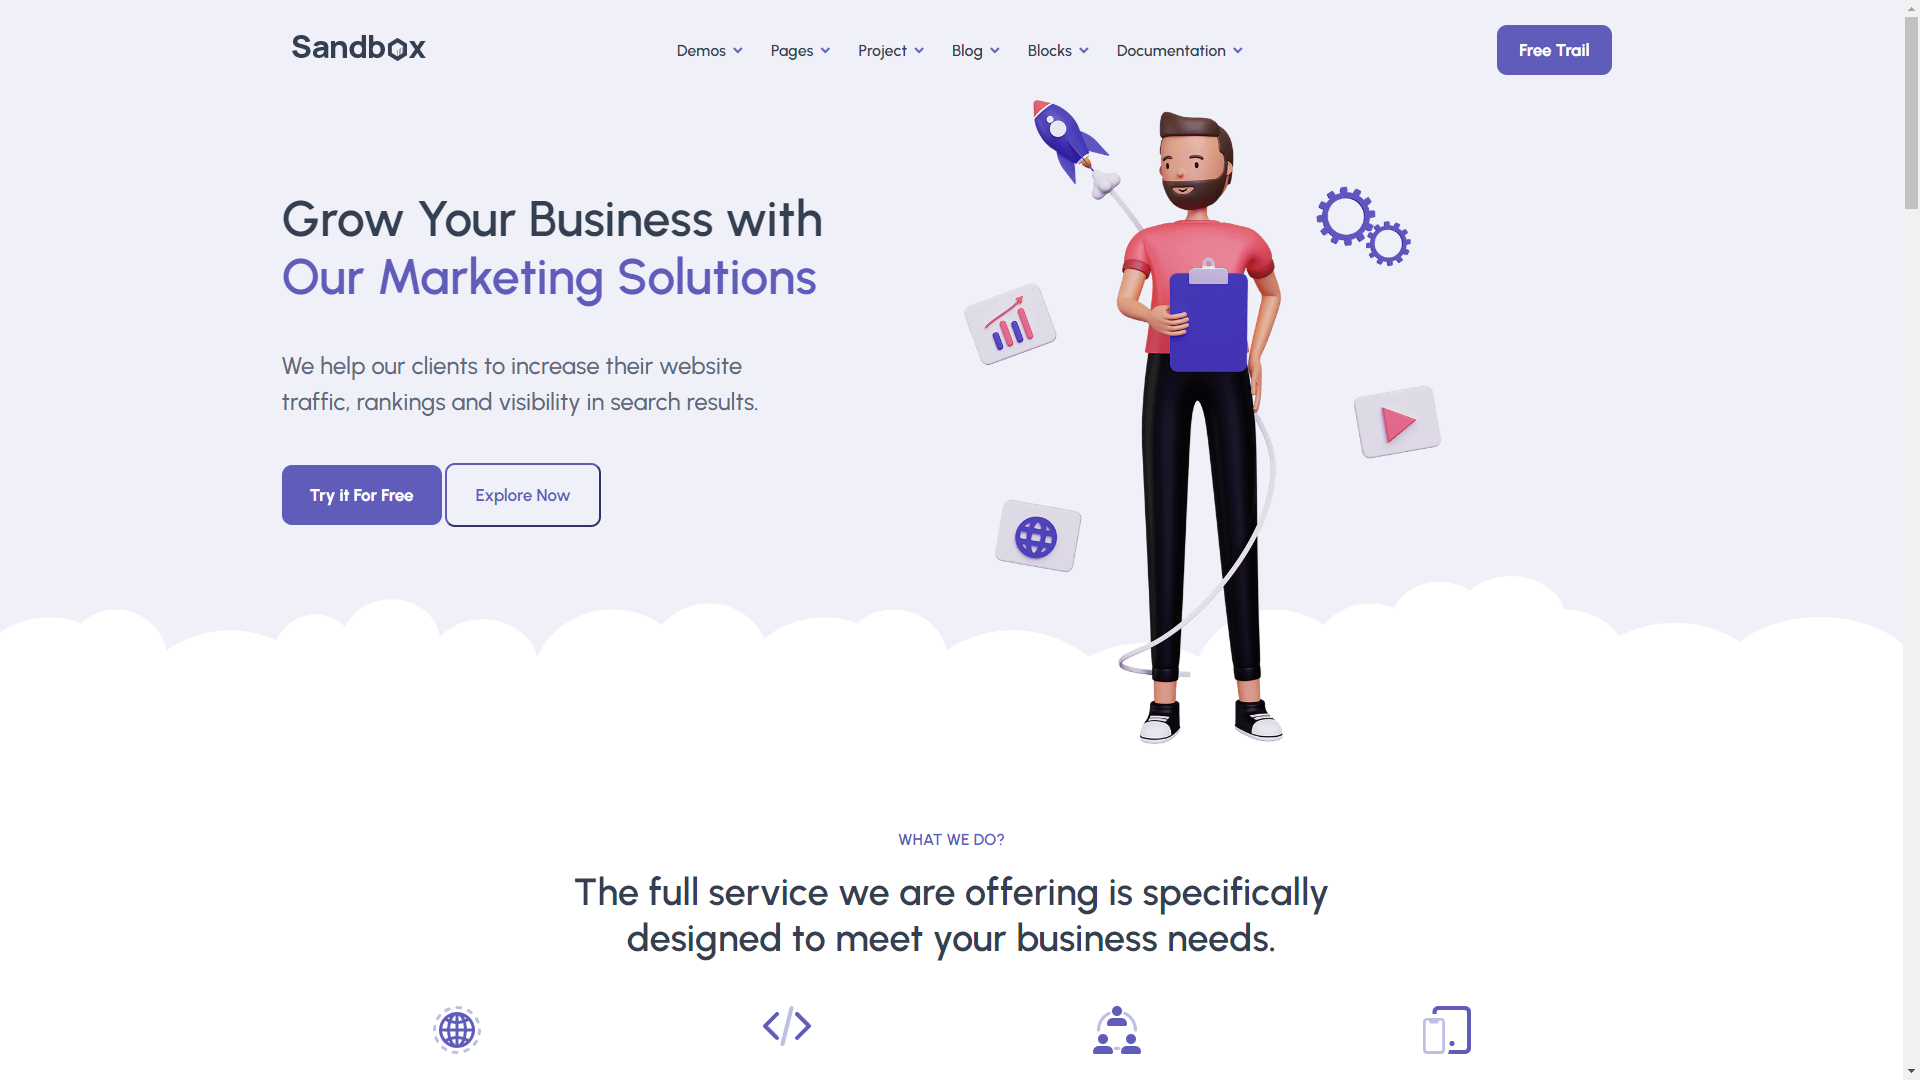 Sandbox
Demos Pages Project Blog Blocks Documentation
Free Trail
Grow Your Business with
Our Marketing Solutions
We help our clients to increase their website
traffic, rankings and visibility in search results.
Try it For Free
Explore Now
WHAT WE DO?
The full service we are offering is specifically
designed to meet your business needs.